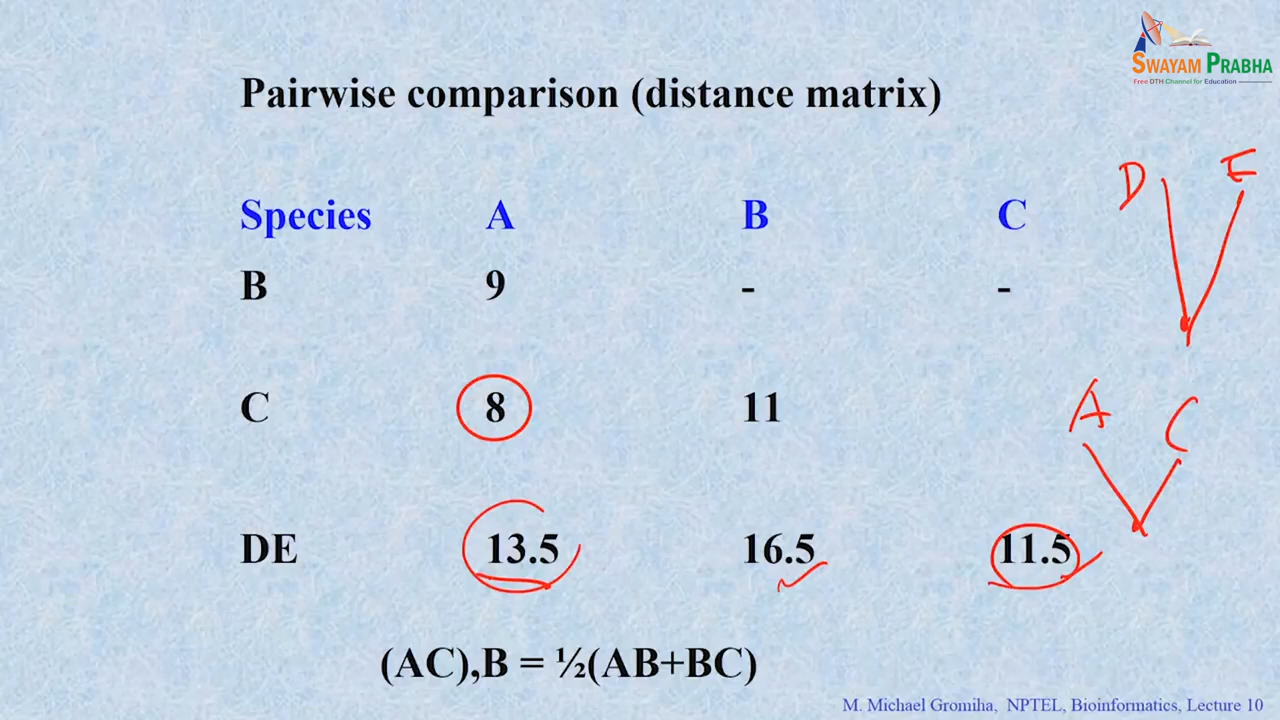 SWAYAM PRABHA
Free DTH Channel for Education
Pairwise comparison (distance matrix)
D E
Species A B C
B 9 - -
A C
C 8 11
DE 13.5 16.5 11.5
(AC),B = ½(AB+BC)
M. Michael Gromiha, NPTEL, Bioinformatics, Lecture 10